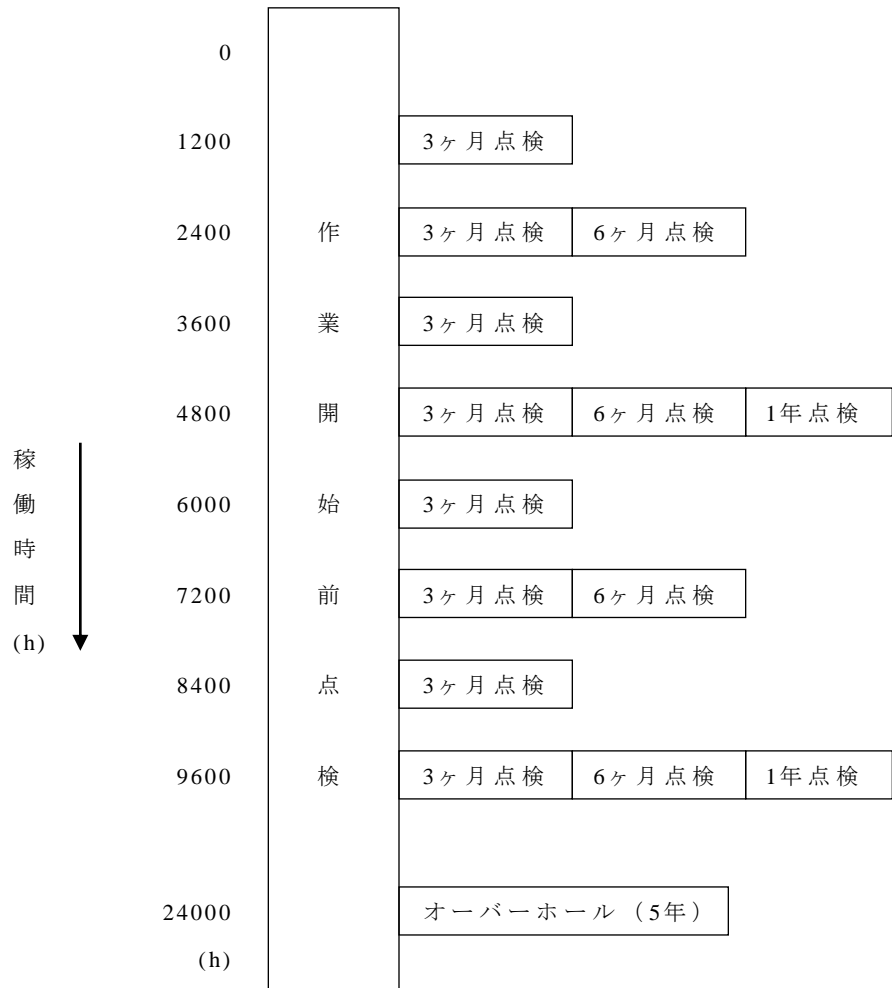 0
1200 3ヶ月点検
2400 3ヶ月点検 6ヶ月点検
3600 3ヶ月点検
4800 3ヶ月点検 6ヶ月点検 1年点検
6000 3ヶ月点検
7200 3ヶ月点検 6ヶ月点検
8400 3ヶ月点検
9600 3ヶ月点検 6ヶ月点検 1年点検
24000 オーバーホール（5年）
(h)
作業開始前点検
稼働時間
(h)